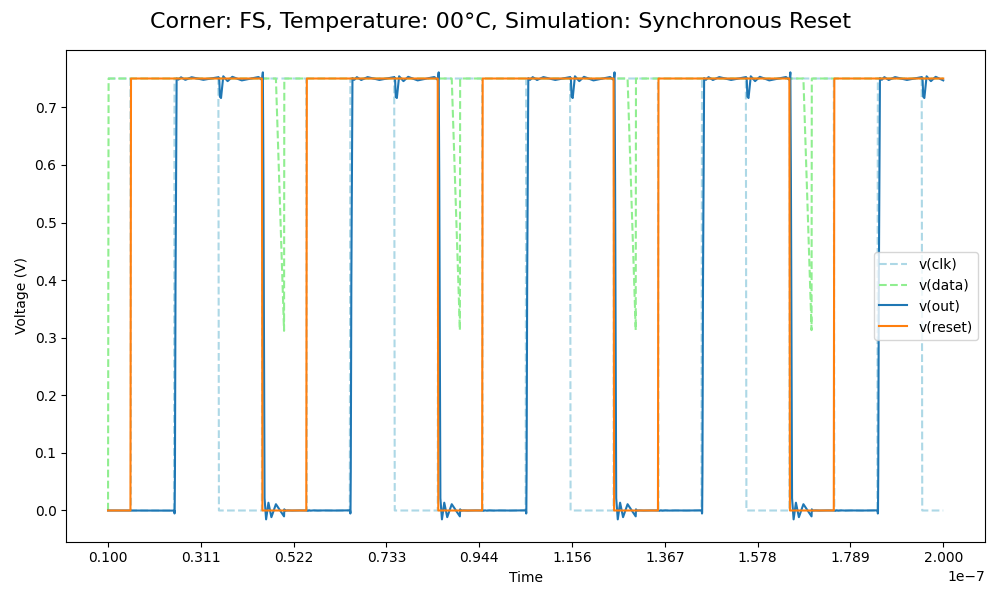 Corner: FS, Temperature: 00°C, Simulation: Synchronous Reset
Voltage (V)
0.7
0.6
0.5
0.4
0.3
0.2
0.1
0.0
v(clk)
v(data)
v(out)
v(reset)
0.100 0.311 0.522 0.733 0.944 1.156 1.367 1.578 1.789 2.000
Time
1e−7